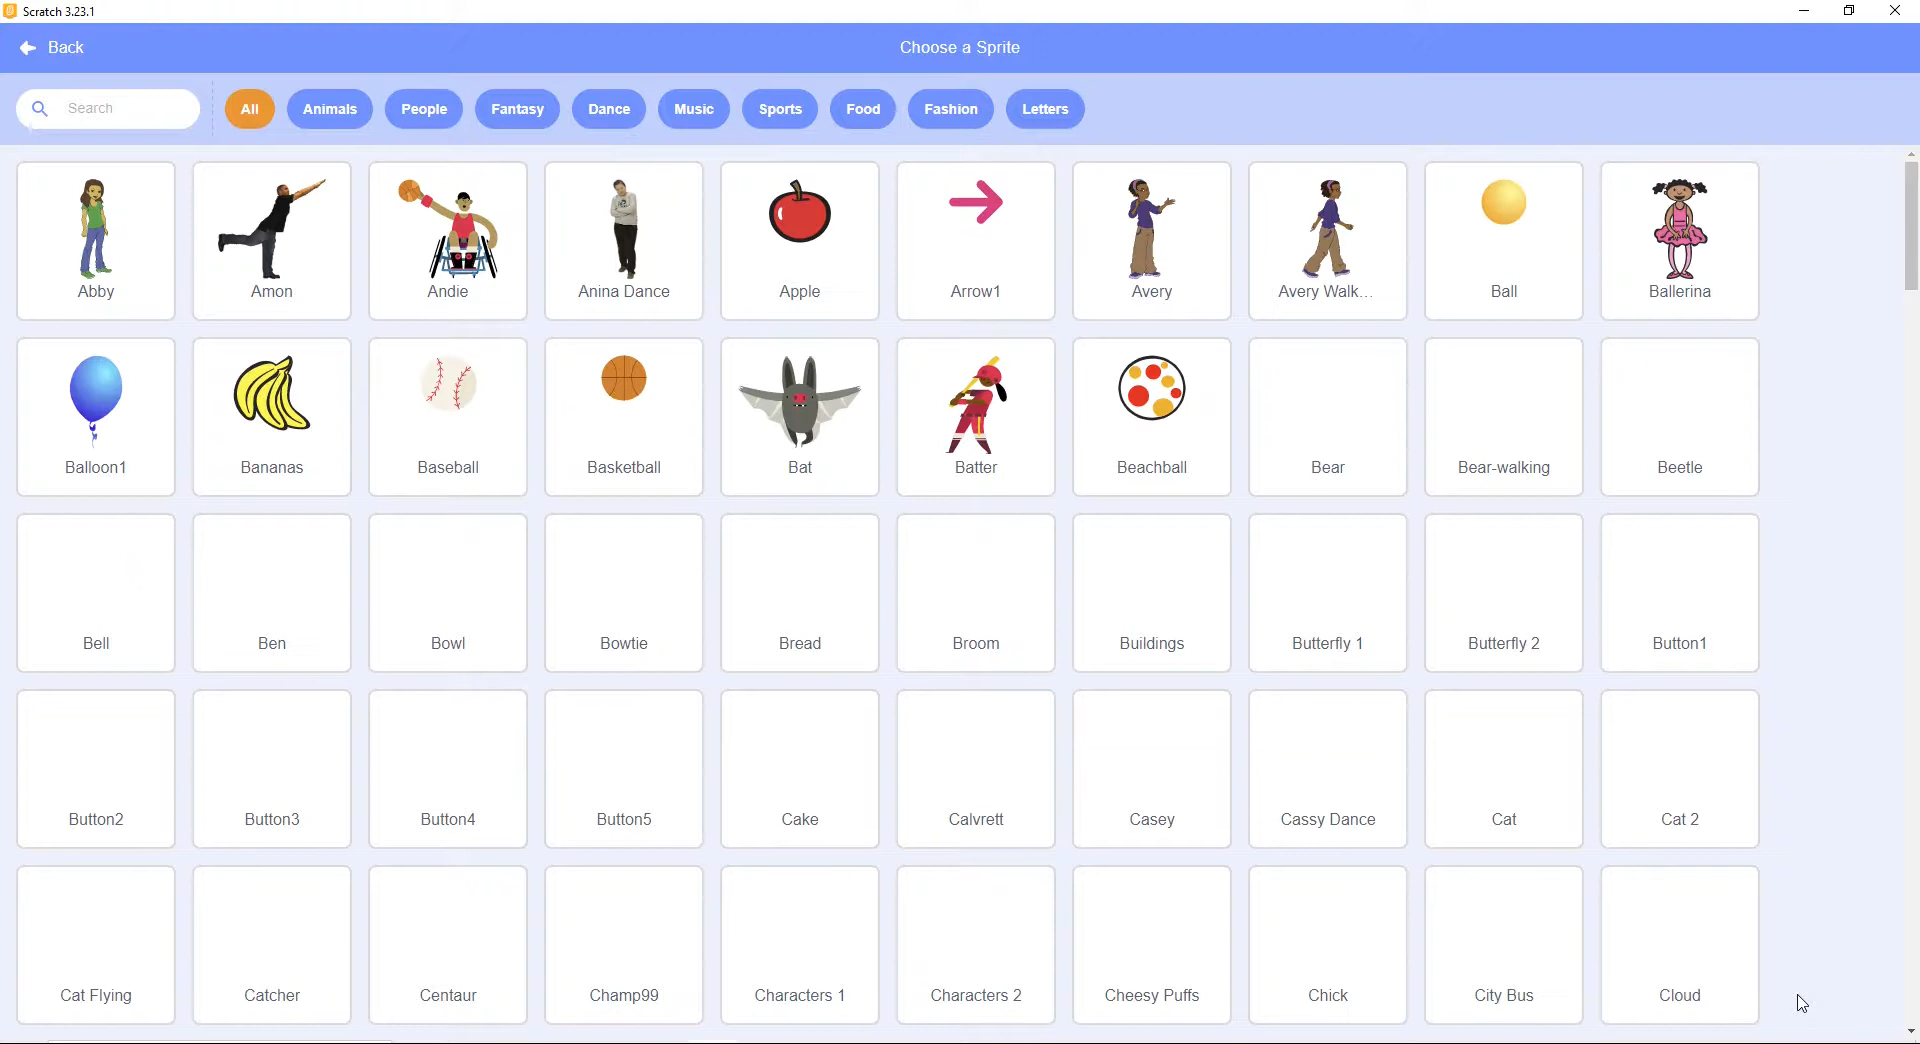 Scratch 3.23.1
Back
Choose a Sprite
Search
All
Animals
People
Fantasy
Dance
Music
Sports
Food
Fashion
Letters
Abby
Amon
Andie
Anina Dance
Apple
Arrow1
Avery
Avery Walk...
Ball
Ballerina
Balloon1
Bananas
Baseball
Basketball
Bat
Batter
Beachball
Bear
Bear-walking
Beetle
Bell
Ben
Bowl
Bowtie
Bread
Broom
Buildings
Butterfly 1
Butterfly 2
Button1
Button2
Button3
Button4
Button5
Cake
Calvrett
Casey
Cassy Dance
Cat
Cat 2
Cat Flying
Catcher
Centaur
Champ99
Characters 1
Characters 2
Cheesy Puffs
Chick
City Bus
Cloud